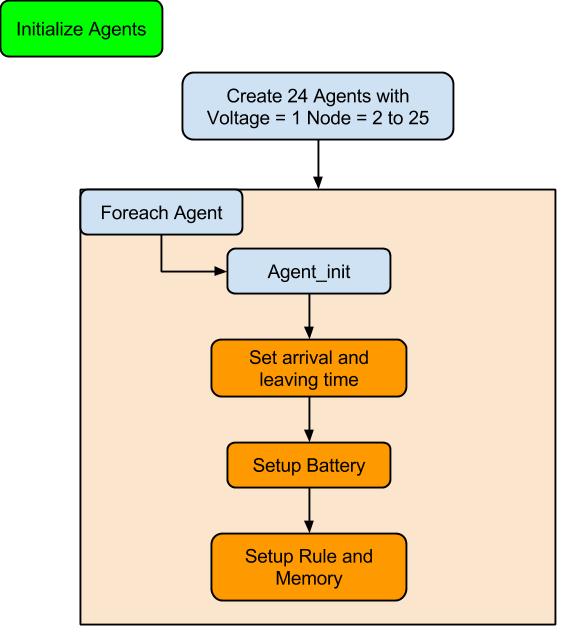 Initialize Agents
Create 24 Agents with
Voltage = 1 Node = 2 to 25
Foreach Agent
Agent_init
Set arrival and
leaving time
Setup Battery
Setup Rule and
Memory